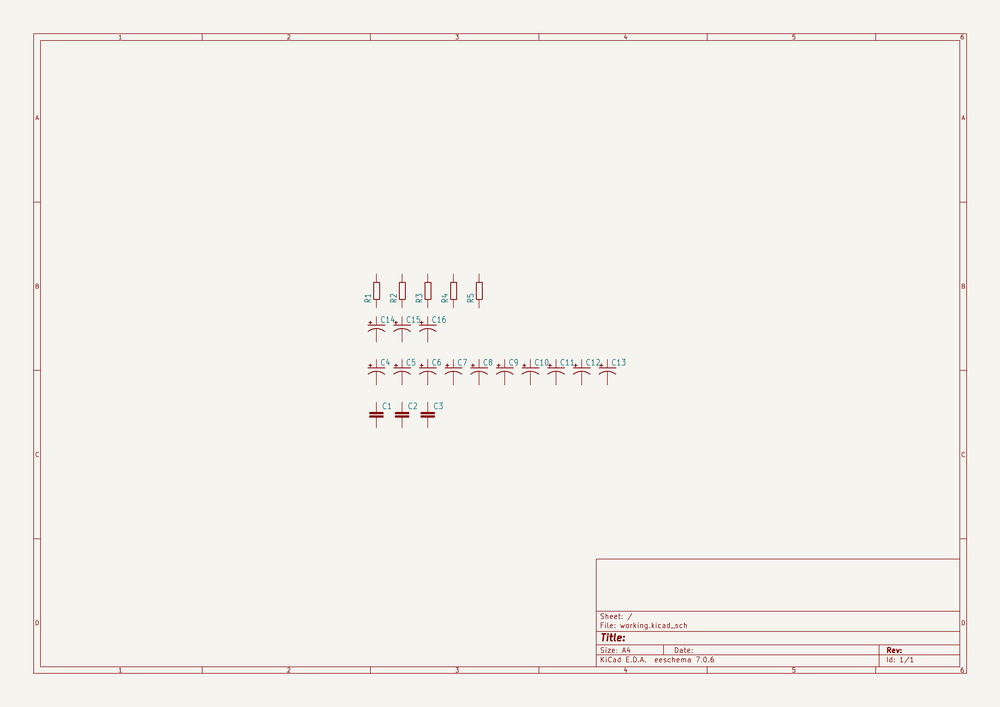 1 2 3 4 5 6
A A
B B
R1 R2 R3 R4 R5
C14 C15 C16
C4 C5 C6 C7 C8 C9 C10 C11 C12 C13
C1 C2 C3
C C
D D
Sheet: /
File: working.kicad_sch
Title:
Size: A4 Date: Rev:
KiCad E.D.A. eeschema 7.0.6 Id: 1/1
1 2 3 4 5 6